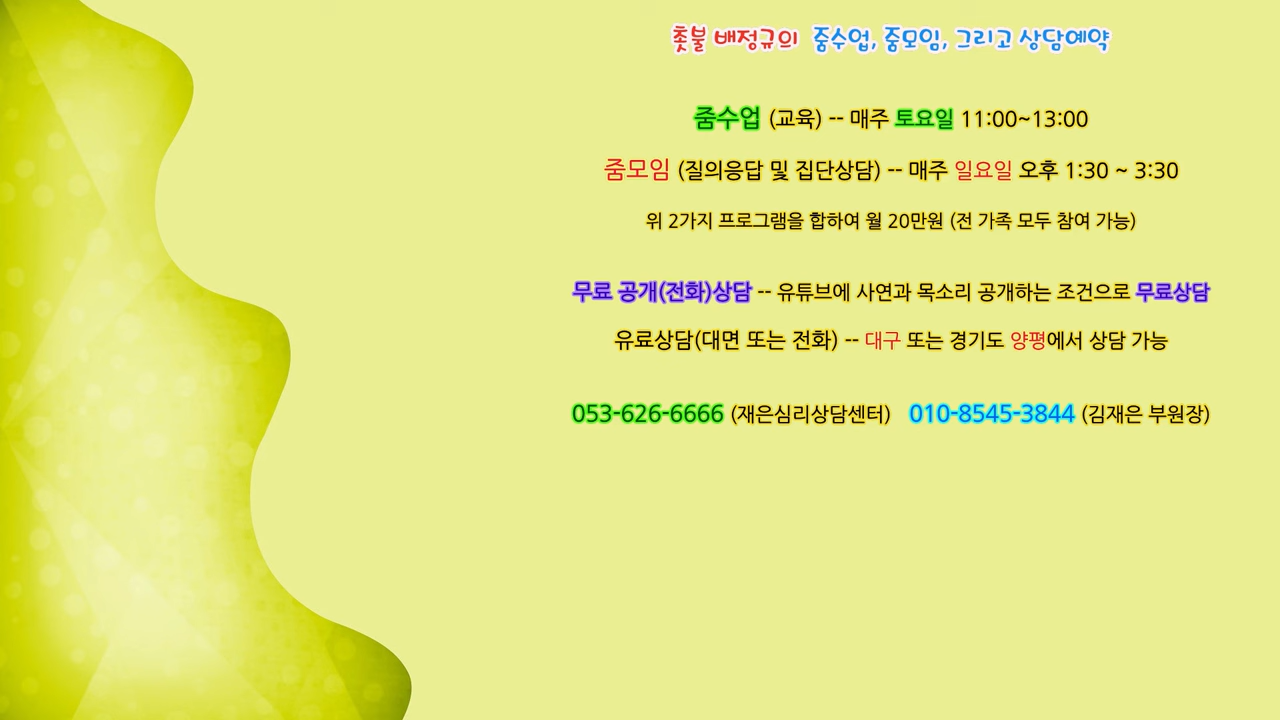 촛불 배정규의 줌수업, 줌모임, 그리고 상담예약
줌수업 (교육) -- 매주 토요일 11:00~13:00
줌모임 (질의응답 및 집단상담) -- 매주 일요일 오후 1:30 ~ 3:30
위 2가지 프로그램을 합하여 월 20만원 (전 가족 모두 참여 가능)
무료 공개(전화)상담 -- 유튜브에 사연과 목소리 공개하는 조건으로 무료상담
유료상담(대면 또는 전화) -- 대구 또는 경기도 양평에서 상담 가능
053-626-6666 (재은심리상담센터) 010-8545-3844 (김재은 부원장)